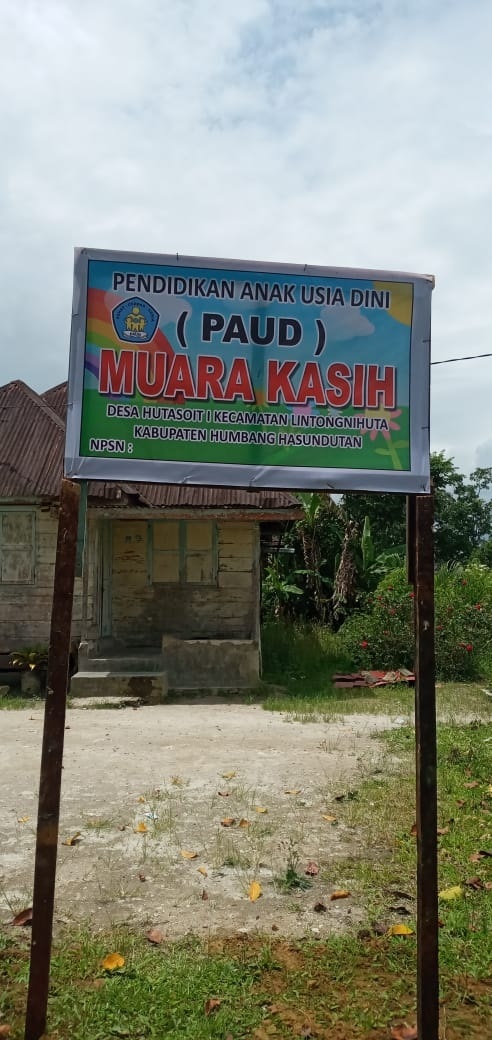 PENDIDIKAN ANAK USIA DINI
( PAUD )
MUARA KASIH
DESA HUTASOIT I KECAMATAN LINTONGNIHUTA
KABUPATEN HUMBANG HASUNDUTAN
NPSN :